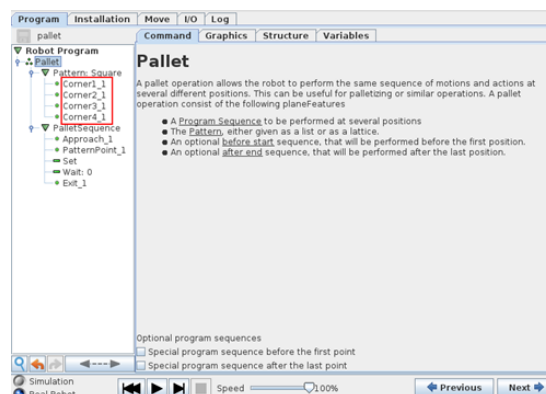 Program Installation Move I/O Log
pallet
Command Graphics Structure Variables
Robot Program
Pallet
Pattern: Square
Corner1_1
Corner2_1
Corner3_1
Corner4_1
PalletSequence
Approach_1
PatternPoint_1
Set
Wait: 0
Exit_1
Pallet
A pallet operation allows the robot to perform the same sequence of motions and actions at
several different positions. This can be useful for palletizing or similar operations. A pallet
operation consist of the following planeFeatures
A Program Sequence to be performed at several positions
The Pattern, either given as a list or as a lattice.
An optional before start sequence, that will be performed before the first position.
An optional after end sequence, that will be performed after the last position.
Optional program sequences
Special program sequence before the first point
Special program sequence after the last point
Simulation
Real Robot
Speed 100%
Previous Next